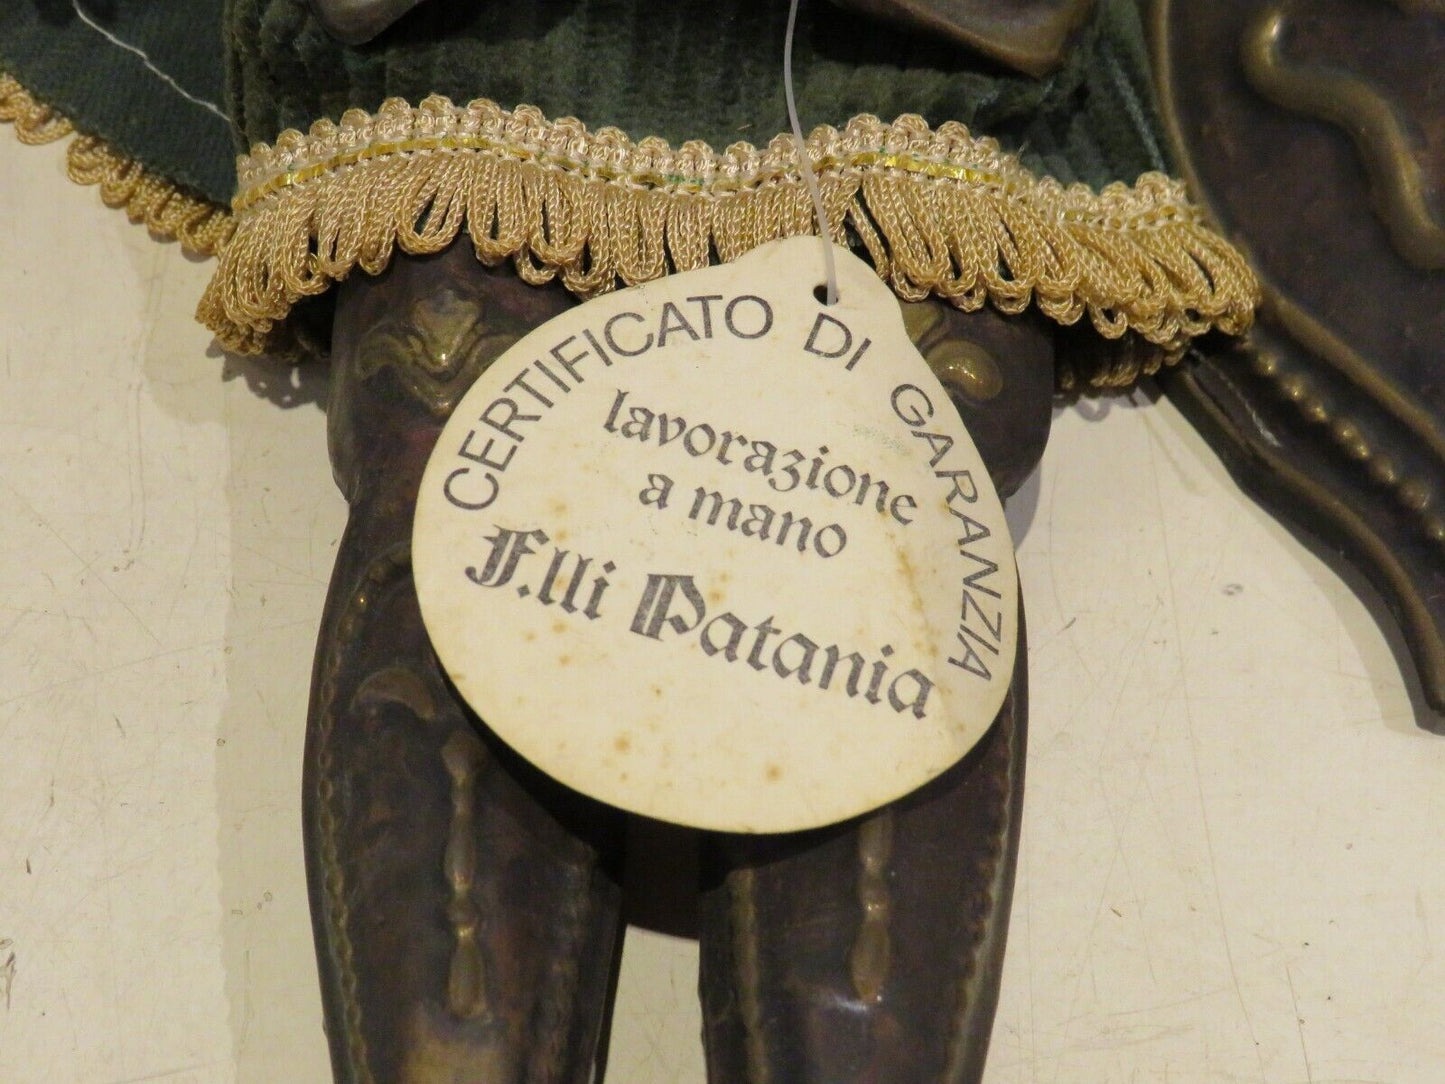 CERTIFICATO DI GARANZIA
lavorazione
a mano
F.lli Patania